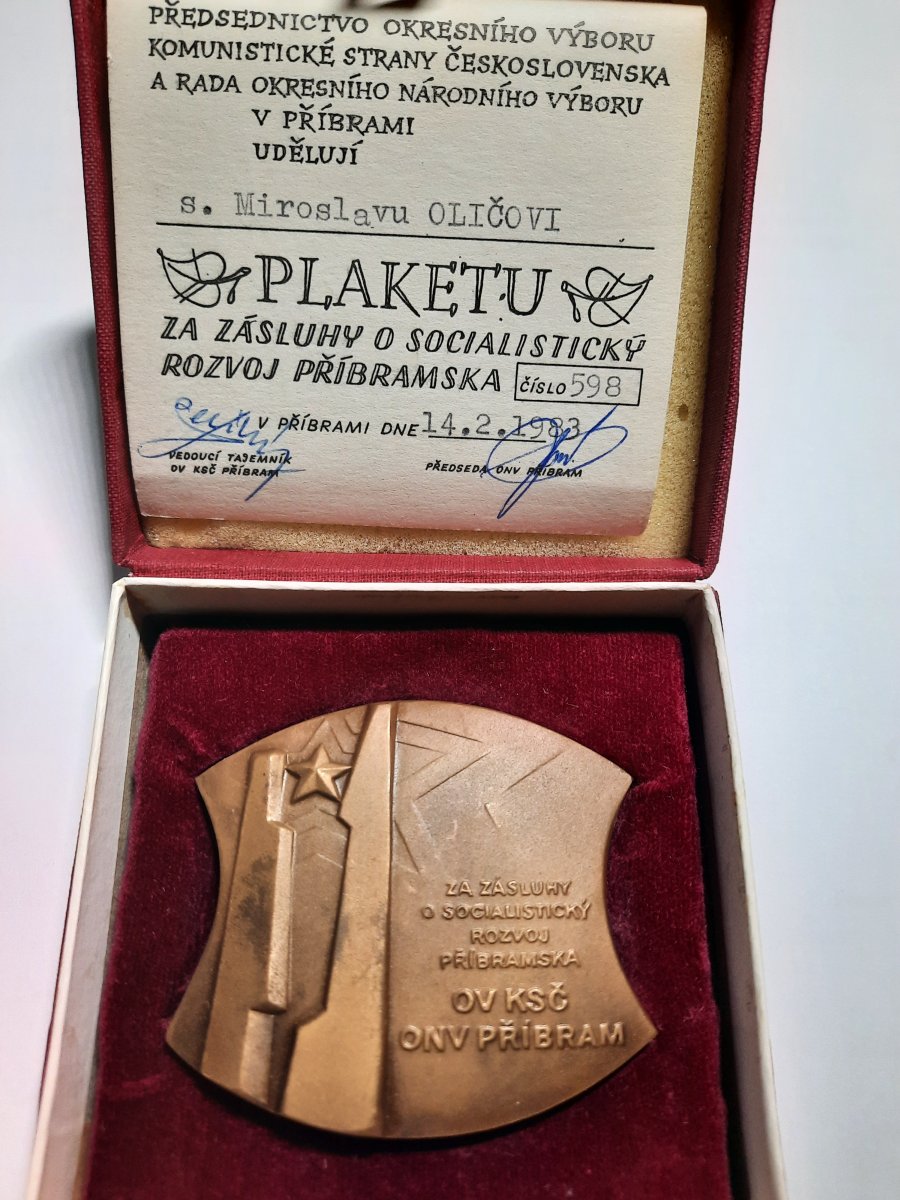 PŘEDSEDNICTVO OKRESNÍHO VÝBORU
KOMUNISTICKÉ STRANY ČESKOSLOVENSKA
A RADA OKRESNÍHO NÁRODNÍHO VÝBORU
V PŘÍBRAMI
UDĚLUJÍ
s. Miroslavu OLIČOVI
PLAKETU
ZA ZÁSLUHY O SOCIALISTICKÝ
ROZVOJ PŘÍBRAMSKA ČÍSLO 598
V PŘÍBRAMI DNE 14.2.1983
VEDOUCÍ TAJEMNÍK
OV KSČ PŘÍBRAM
PŘEDSEDA ONV PŘÍBRAM
ZA ZÁSLUHY
O SOCIALISTICKÝ
ROZVOJ
PŘÍBRAMSKA
OV KSČ
ONV PŘÍBRAM